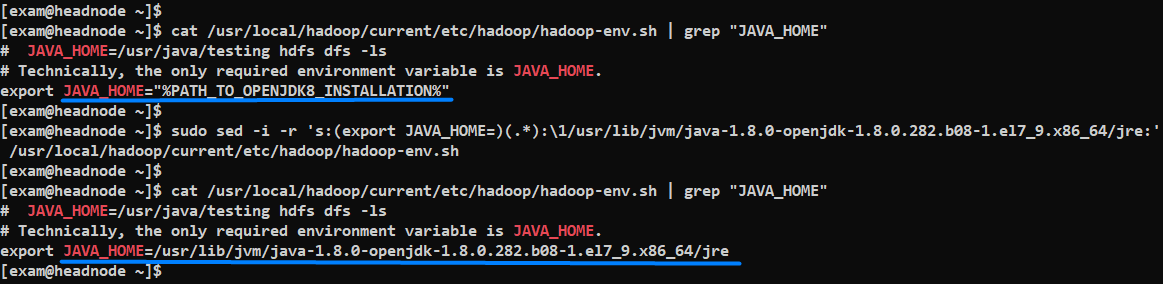 [exam@headnode ~]$
[exam@headnode ~]$ cat /usr/local/hadoop/current/etc/hadoop/hadoop-env.sh | grep "JAVA_HOME"
#  JAVA_HOME=/usr/java/testing hdfs dfs -ls
# Technically, the only required environment variable is JAVA_HOME.
export JAVA_HOME="%PATH_TO_OPENJDK8_INSTALLATION%"
[exam@headnode ~]$
[exam@headnode ~]$ sudo sed -i -r 's:(export JAVA_HOME=)(.*):\1/usr/lib/jvm/java-1.8.0-openjdk-1.8.0.282.b08-1.el7_9.x86_64/jre:'
 /usr/local/hadoop/current/etc/hadoop/hadoop-env.sh
[exam@headnode ~]$
[exam@headnode ~]$ cat /usr/local/hadoop/current/etc/hadoop/hadoop-env.sh | grep "JAVA_HOME"
#  JAVA_HOME=/usr/java/testing hdfs dfs -ls
# Technically, the only required environment variable is JAVA_HOME.
export JAVA_HOME=/usr/lib/jvm/java-1.8.0-openjdk-1.8.0.282.b08-1.el7_9.x86_64/jre
[exam@headnode ~]$